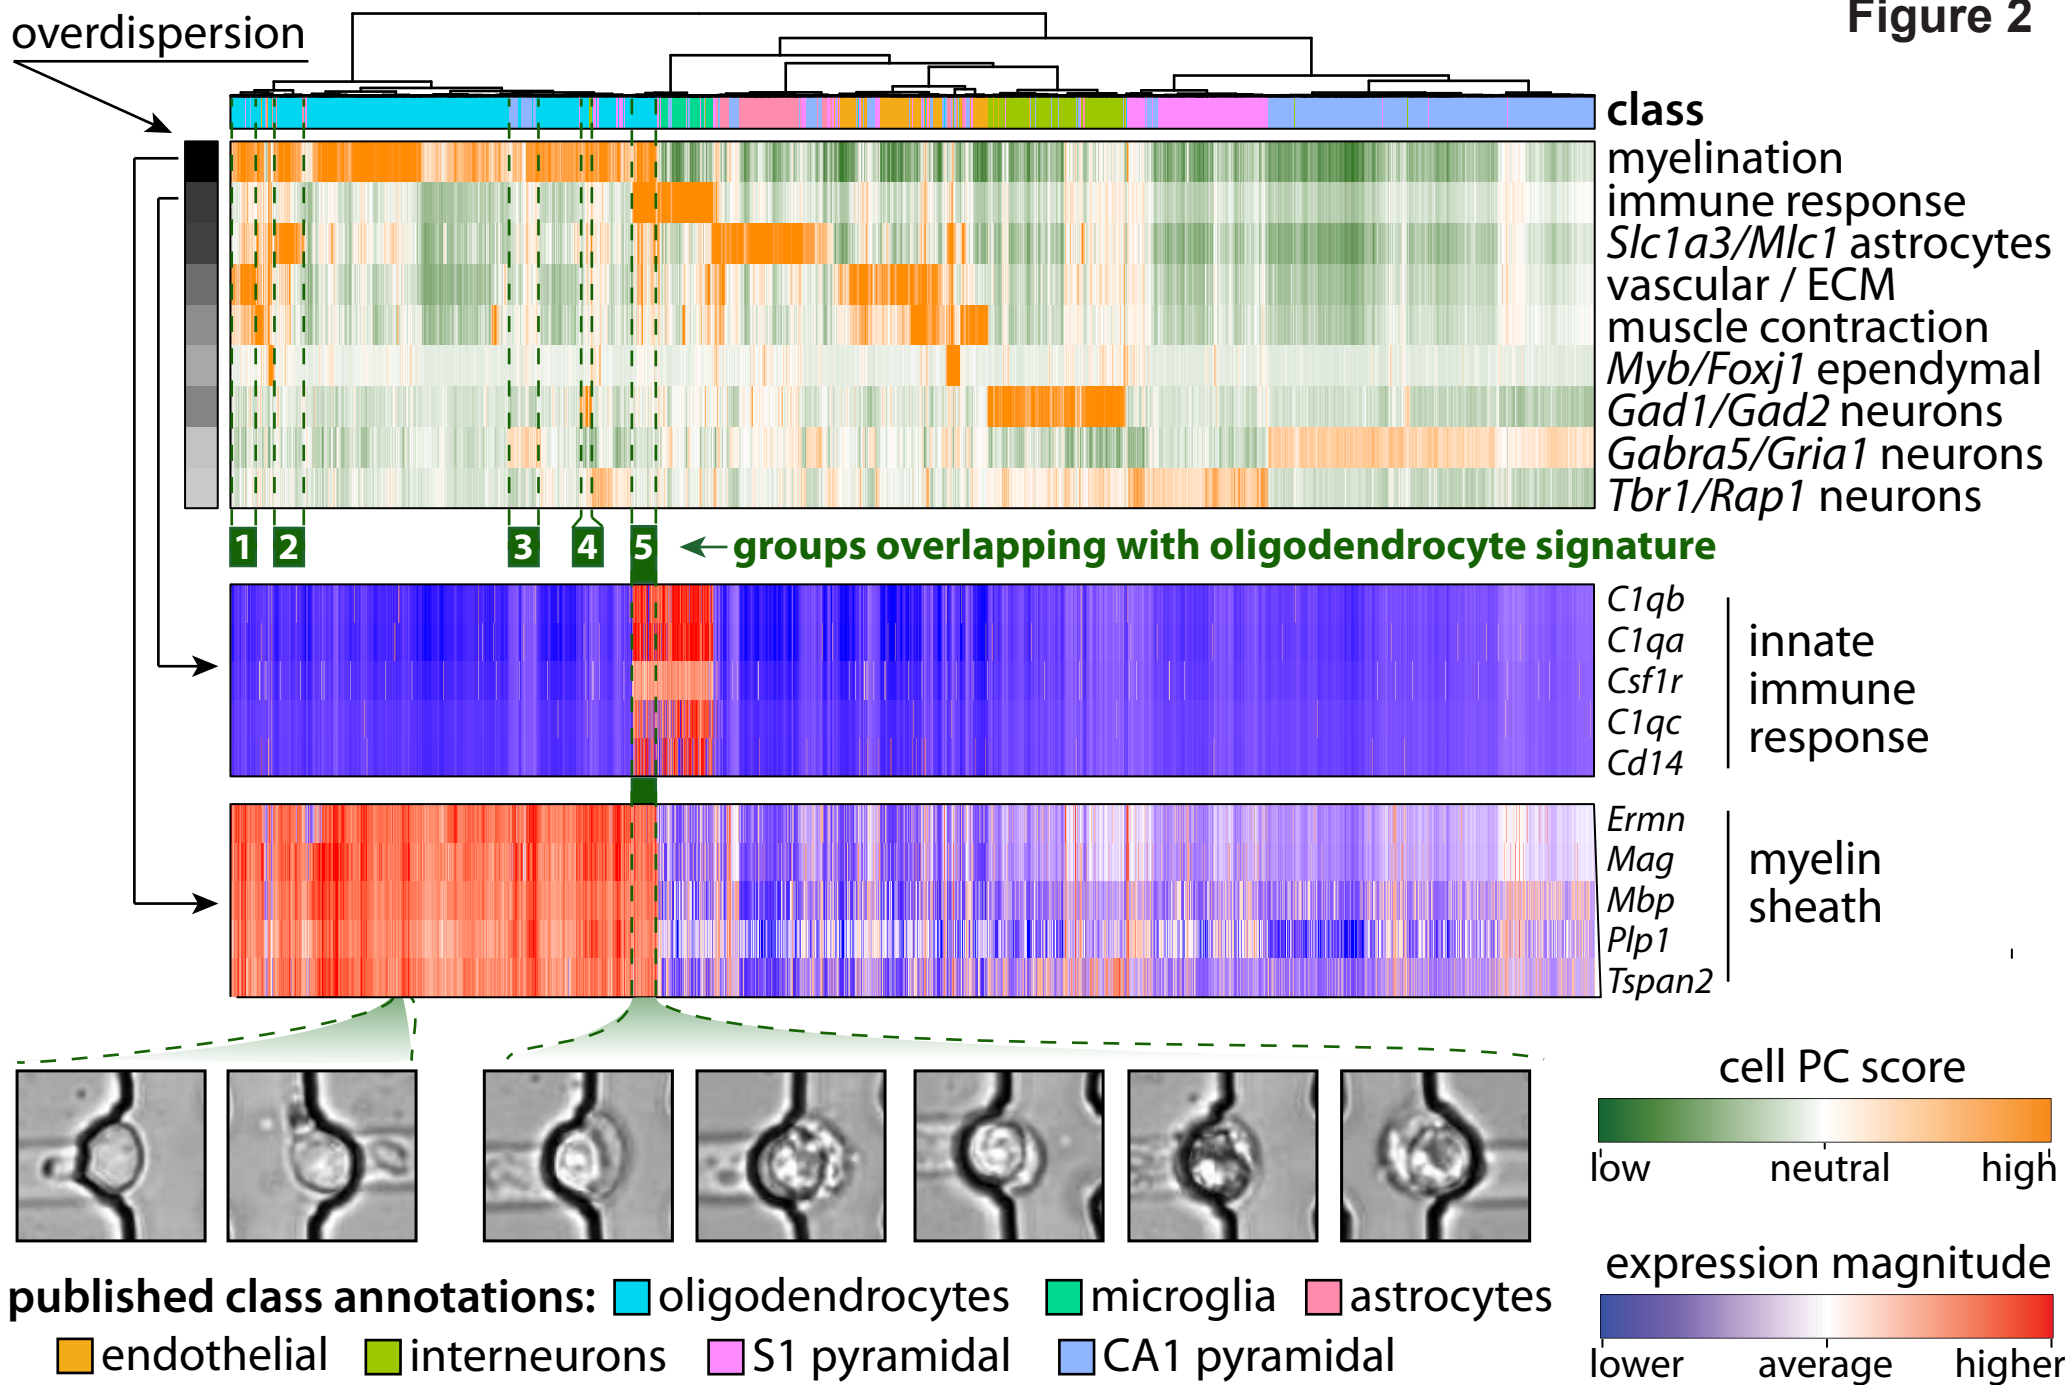 Figure 2
overdispersion
class
myelination
immune response
Slc1a3/Mlc1 astrocytes
vascular / ECM
muscle contraction
Myb/Foxj1 ependymal
Gad1/Gad2 neurons
Gabra5/Gria1 neurons
Tbr1/Rap1 neurons
1 2 3 4 5 ←groups overlapping with oligodendrocyte signature
C1qb
C1qa
Csf1r
C1qc
Cd14
innate
immune
response
Ermn
Mag
Mbp
Plp1
Tspan2
myelin
sheath
cell PC score
low neutral high
expression magnitude
lower average higher
published class annotations: oligodendrocytes microglia astrocytes
endothelial interneurons S1 pyramidal CA1 pyramidal